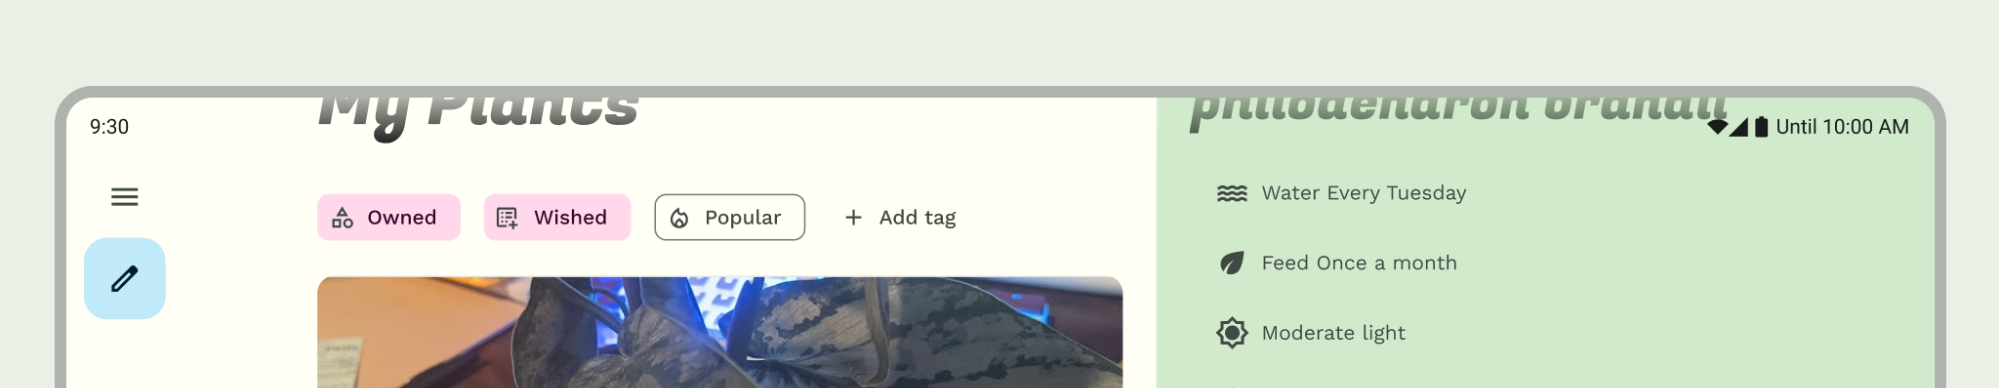 My Plants
philodendron brandi
9:30
Until 10:00 AM
Owned
Wished
Popular
+ Add tag
Water Every Tuesday
Feed Once a month
Moderate light